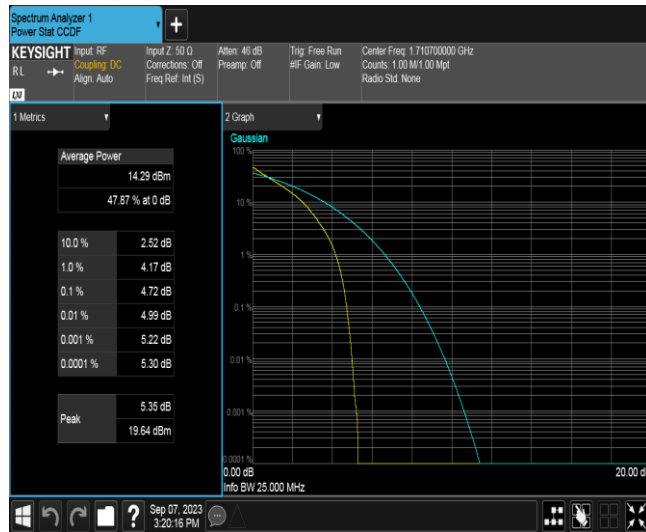 Spectrum Analyzer 1
Power Stat CCDF
+
KEYSIGHT
RL
LXI
Input: RF
Coupling: DC
Align: Auto
Input Z: 50 Ω
Corrections: Off
Freq Ref: Int (S)
Atten: 46 dB
Preamp: Off
Trig: Free Run
#IF Gain: Low
Center Freq: 1.710700000 GHz
Counts: 1.00 M/1.00 Mpt
Radio Std: None
1 Metrics
Average Power
14.29 dBm
47.87 % at 0 dB
10.0 % 2.52 dB
1.0 % 4.17 dB
0.1 % 4.72 dB
0.01 % 4.99 dB
0.001 % 5.22 dB
0.0001 % 5.30 dB
Peak
5.35 dB
19.64 dBm
2 Graph
Gaussian
100 %
10 %
1 %
0.1 %
0.01 %
0.001 %
0.0001 %
0.00 dB
20.00 d
Info BW 25.000 MHz
?
Sep 07, 2023
3:20:16 PM